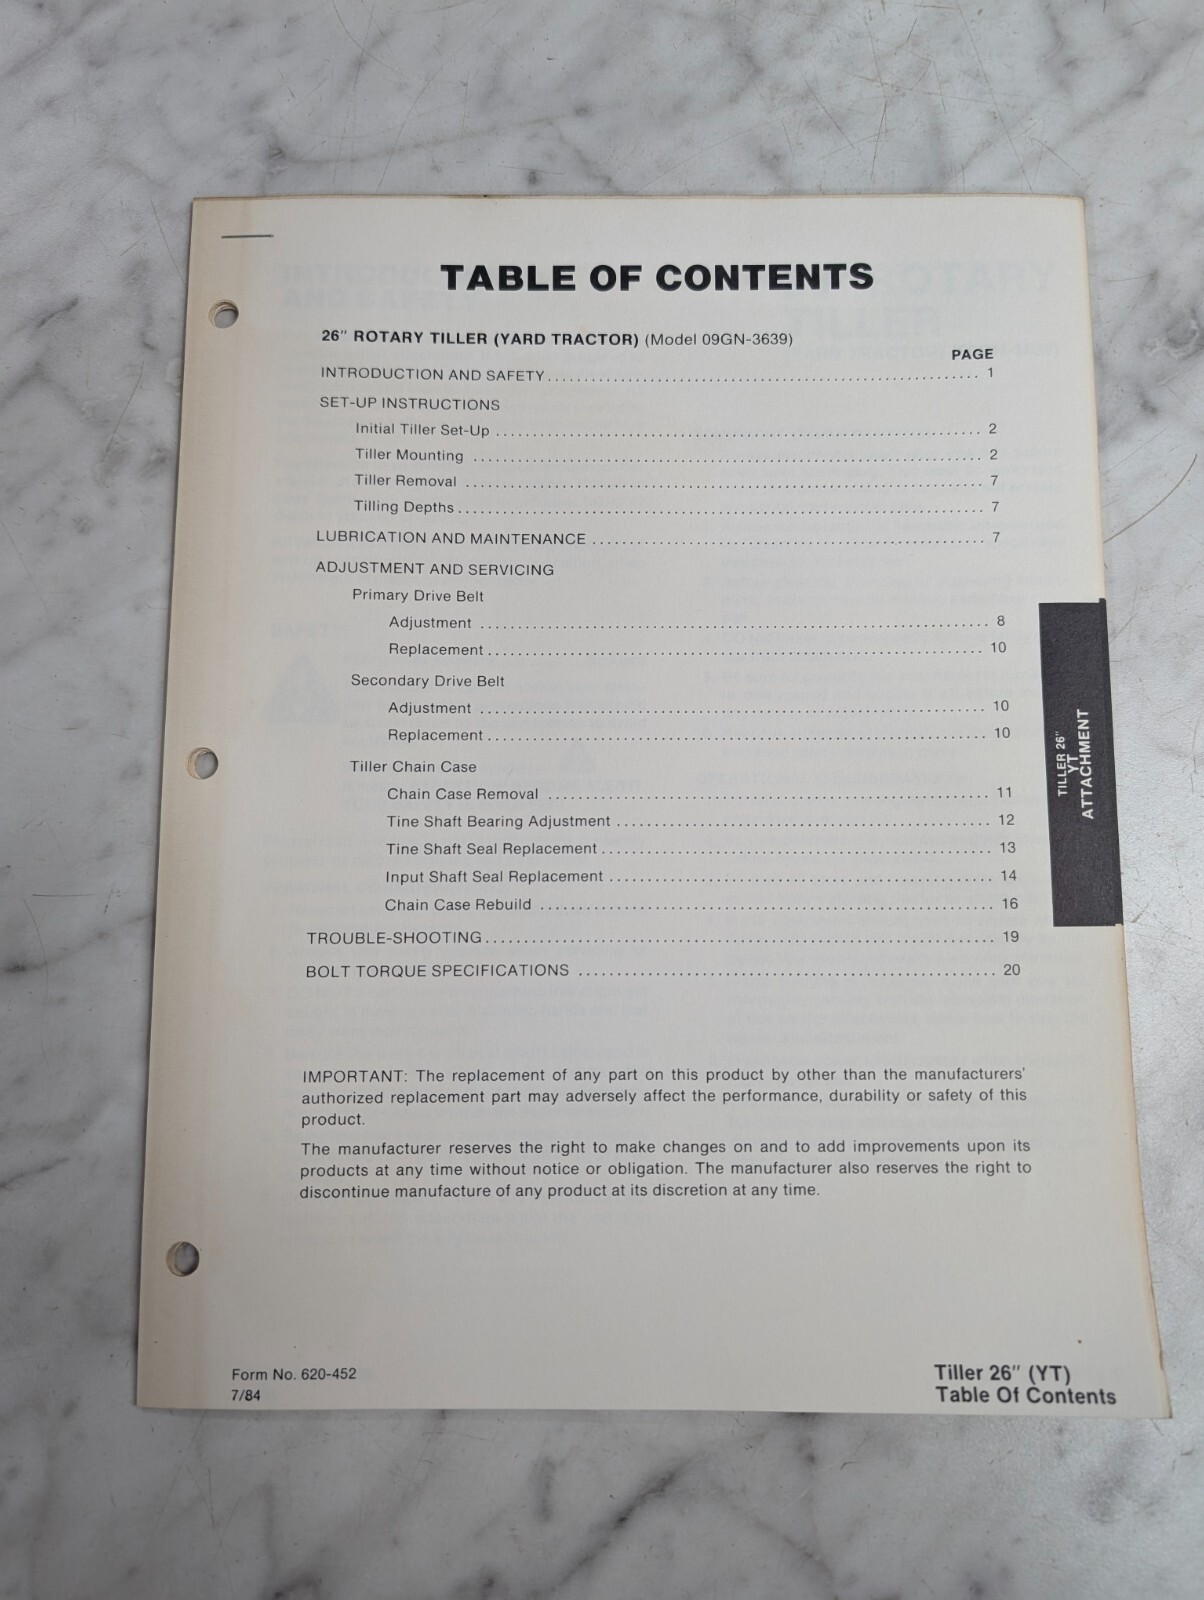 TABLE OF CONTENTS
26" ROTARY TILLER (YARD TRACTOR) (Model 09GN-3639)
PAGE
INTRODUCTION AND SAFETY ........ 1
SET-UP INSTRUCTIONS
Initial Tiller Set-Up ........ 2
Tiller Mounting ........ 2
Tiller Removal ........ 7
Tilling Depths ........ 7
LUBRICATION AND MAINTENANCE ........ 7
ADJUSTMENT AND SERVICING
Primary Drive Belt
Adjustment ........ 8
Replacement ........ 10
Secondary Drive Belt
Adjustment ........ 10
Replacement ........ 10
Tiller Chain Case
Chain Case Removal ........ 11
Tine Shaft Bearing Adjustment ........ 12
Tine Shaft Seal Replacement ........ 13
Input Shaft Seal Replacement ........ 14
Chain Case Rebuild ........ 16
TROUBLE-SHOOTING ........ 19
BOLT TORQUE SPECIFICATIONS ........ 20
IMPORTANT: The replacement of any part on this product by other than the manufacturers'
authorized replacement part may adversely affect the performance, durability or safety of this
product.
The manufacturer reserves the right to make changes on and to add improvements upon its
products at any time without notice or obligation. The manufacturer also reserves the right to
discontinue manufacture of any product at its discretion at any time.
TILLER 26"
YT
ATTACHMENT
Form No. 620-452
7/84
Tiller 26" (YT)
Table Of Contents